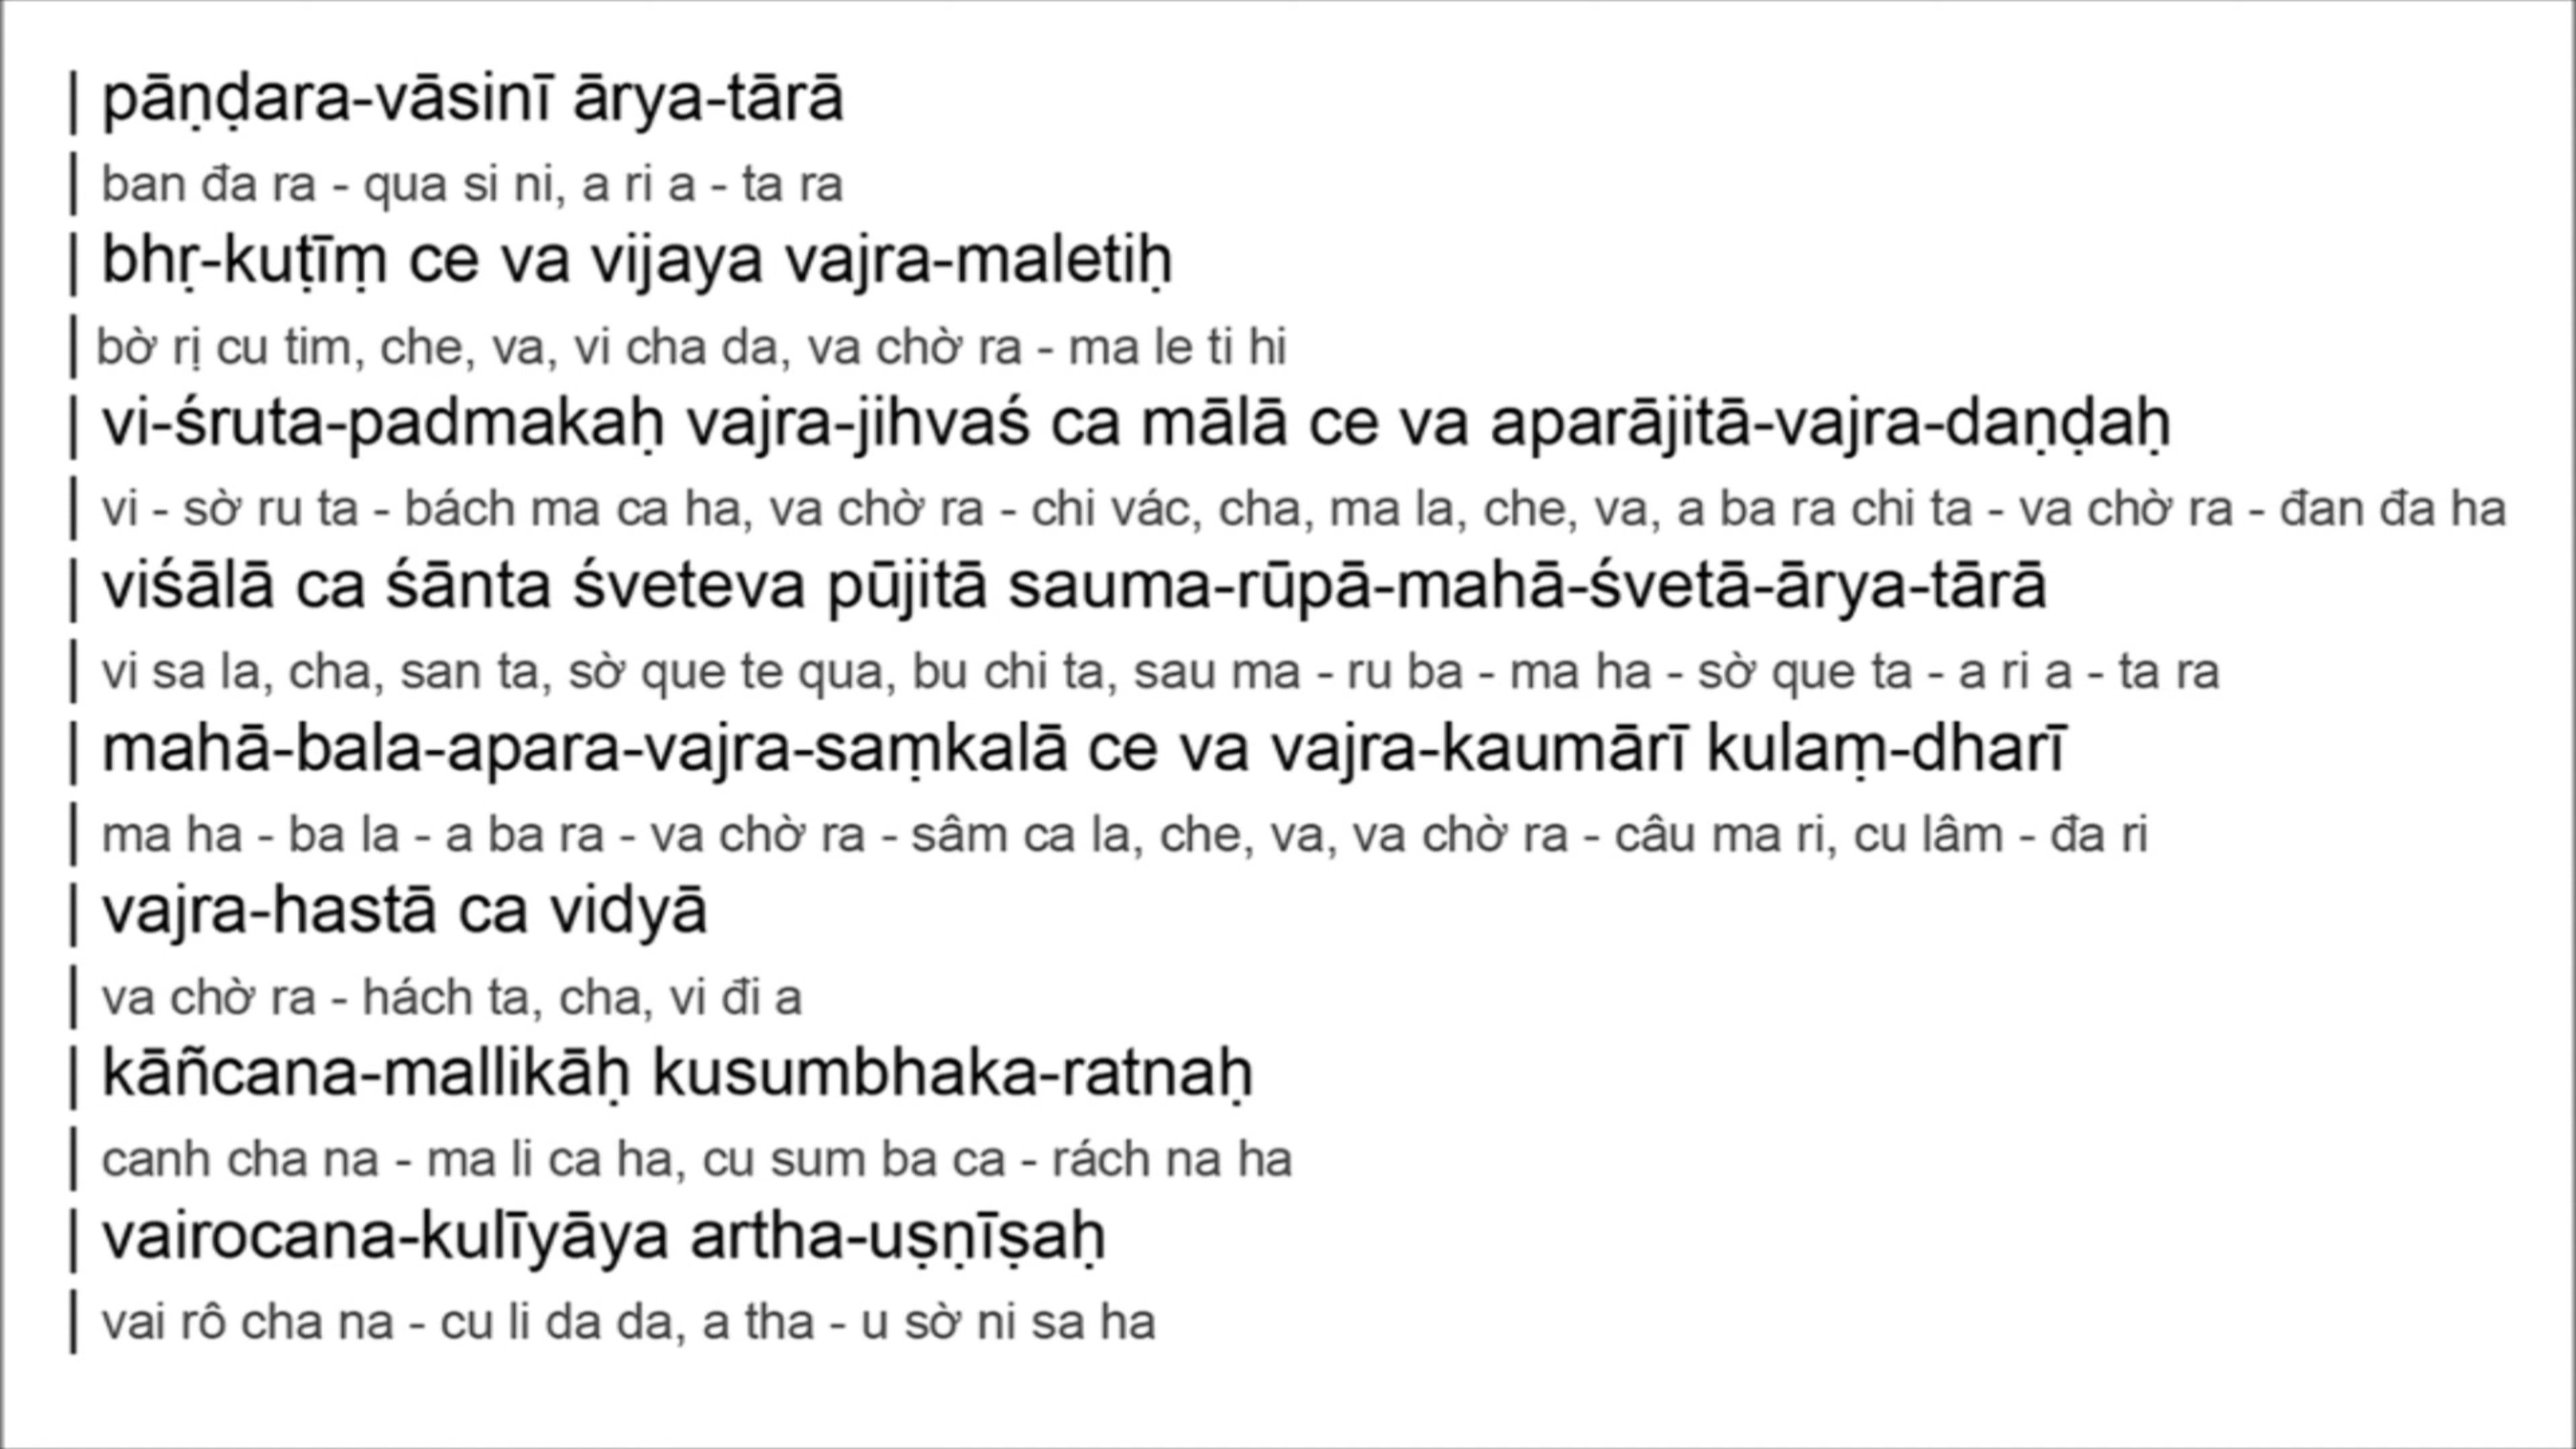 | pāṇḍara-vāsinī ārya-tārā
| ban đa ra - qua si ni, a ri a - ta ra
| bhṛ-kuṭīṃ ce va vijaya vajra-maletiḥ
| bờ rị cu tim, che, va, vi cha da, va chờ ra - ma le ti hi
| vi-śruta-padmakaḥ vajra-jihvaś ca mālā ce va aparājitā-vajra-daṇḍaḥ
| vi - sờ ru ta - bách ma ca ha, va chờ ra - chi vác, cha, ma la, che, va, a ba ra chi ta - va chờ ra - đan đa ha
| viśālā ca śānta śveteva pūjitā sauma-rūpā-mahā-śvetā-ārya-tārā
| vi sa la, cha, san ta, sờ que te qua, bu chi ta, sau ma - ru ba - ma ha - sờ que ta - a ri a - ta ra
| mahā-bala-apara-vajra-saṃkalā ce va vajra-kaumārī kulaṃ-dharī
| ma ha - ba la - a ba ra - va chờ ra - sâm ca la, che, va, va chờ ra - câu ma ri, cu lâm - đa ri
| vajra-hastā ca vidyā
| va chờ ra - hách ta, cha, vi đi a
| kāñcana-mallikāḥ kusumbhaka-ratnaḥ
| canh cha na - ma li ca ha, cu sum ba ca - rách na ha
| vairocana-kulīyāya artha-uṣṇīṣaḥ
| vai rô cha na - cu li da da, a tha - u sờ ni sa ha